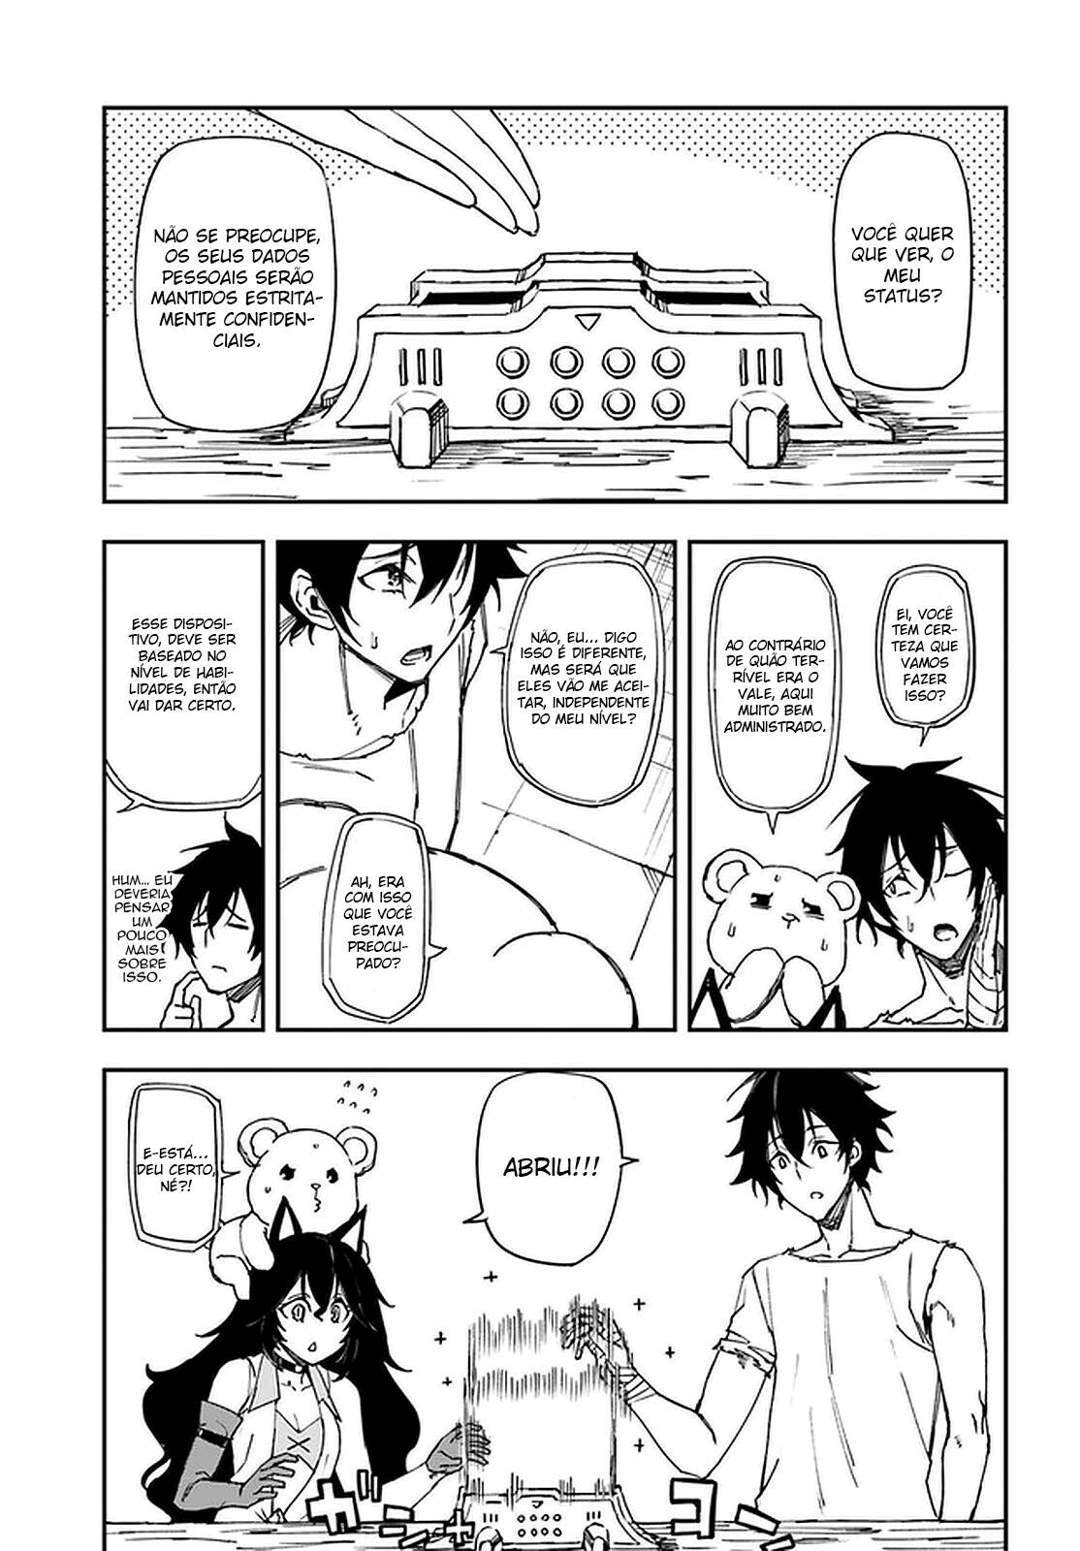 VOCÊ QUER
QUE VER, O
MEU
STATUS?
NÃO SE PREOCUPE,
OS SEUS DADOS
PESSOAIS SERÃO
MANTIDOS ESTRITA-
MENTE CONFIDEN-
CIAIS.
EI, VOCÊ
TEM CER-
TEZA QUE
VAMOS
FAZER
ISSO?
AO CONTRÁRIO
DE QUÃO TER-
RÍVEL ERA O
VALE, AQUI
MUITO BEM
ADMINISTRADO.
NÃO, EU... DIGO
ISSO É DIFERENTE,
MAS SERÁ QUE
ELES VÃO ME ACEI-
TAR, INDEPENDENTE
DO MEU NÍVEL?
AH, ERA
COM ISSO
QUE VOCÊ
ESTAVA
PREOCU-
PADO?
ESSE DISPOSI-
TIVO, DEVE SER
BASEADO NO
NÍVEL DE HABI-
LIDADES, ENTÃO
VAI DAR CERTO.
HUM... EU
DEVERIA
PENSAR
UM
POUCO
MAIS
SOBRE
ISSO.
ABRIU!!!
E-ESTÁ...
DEU CERTO,
NÉ?!